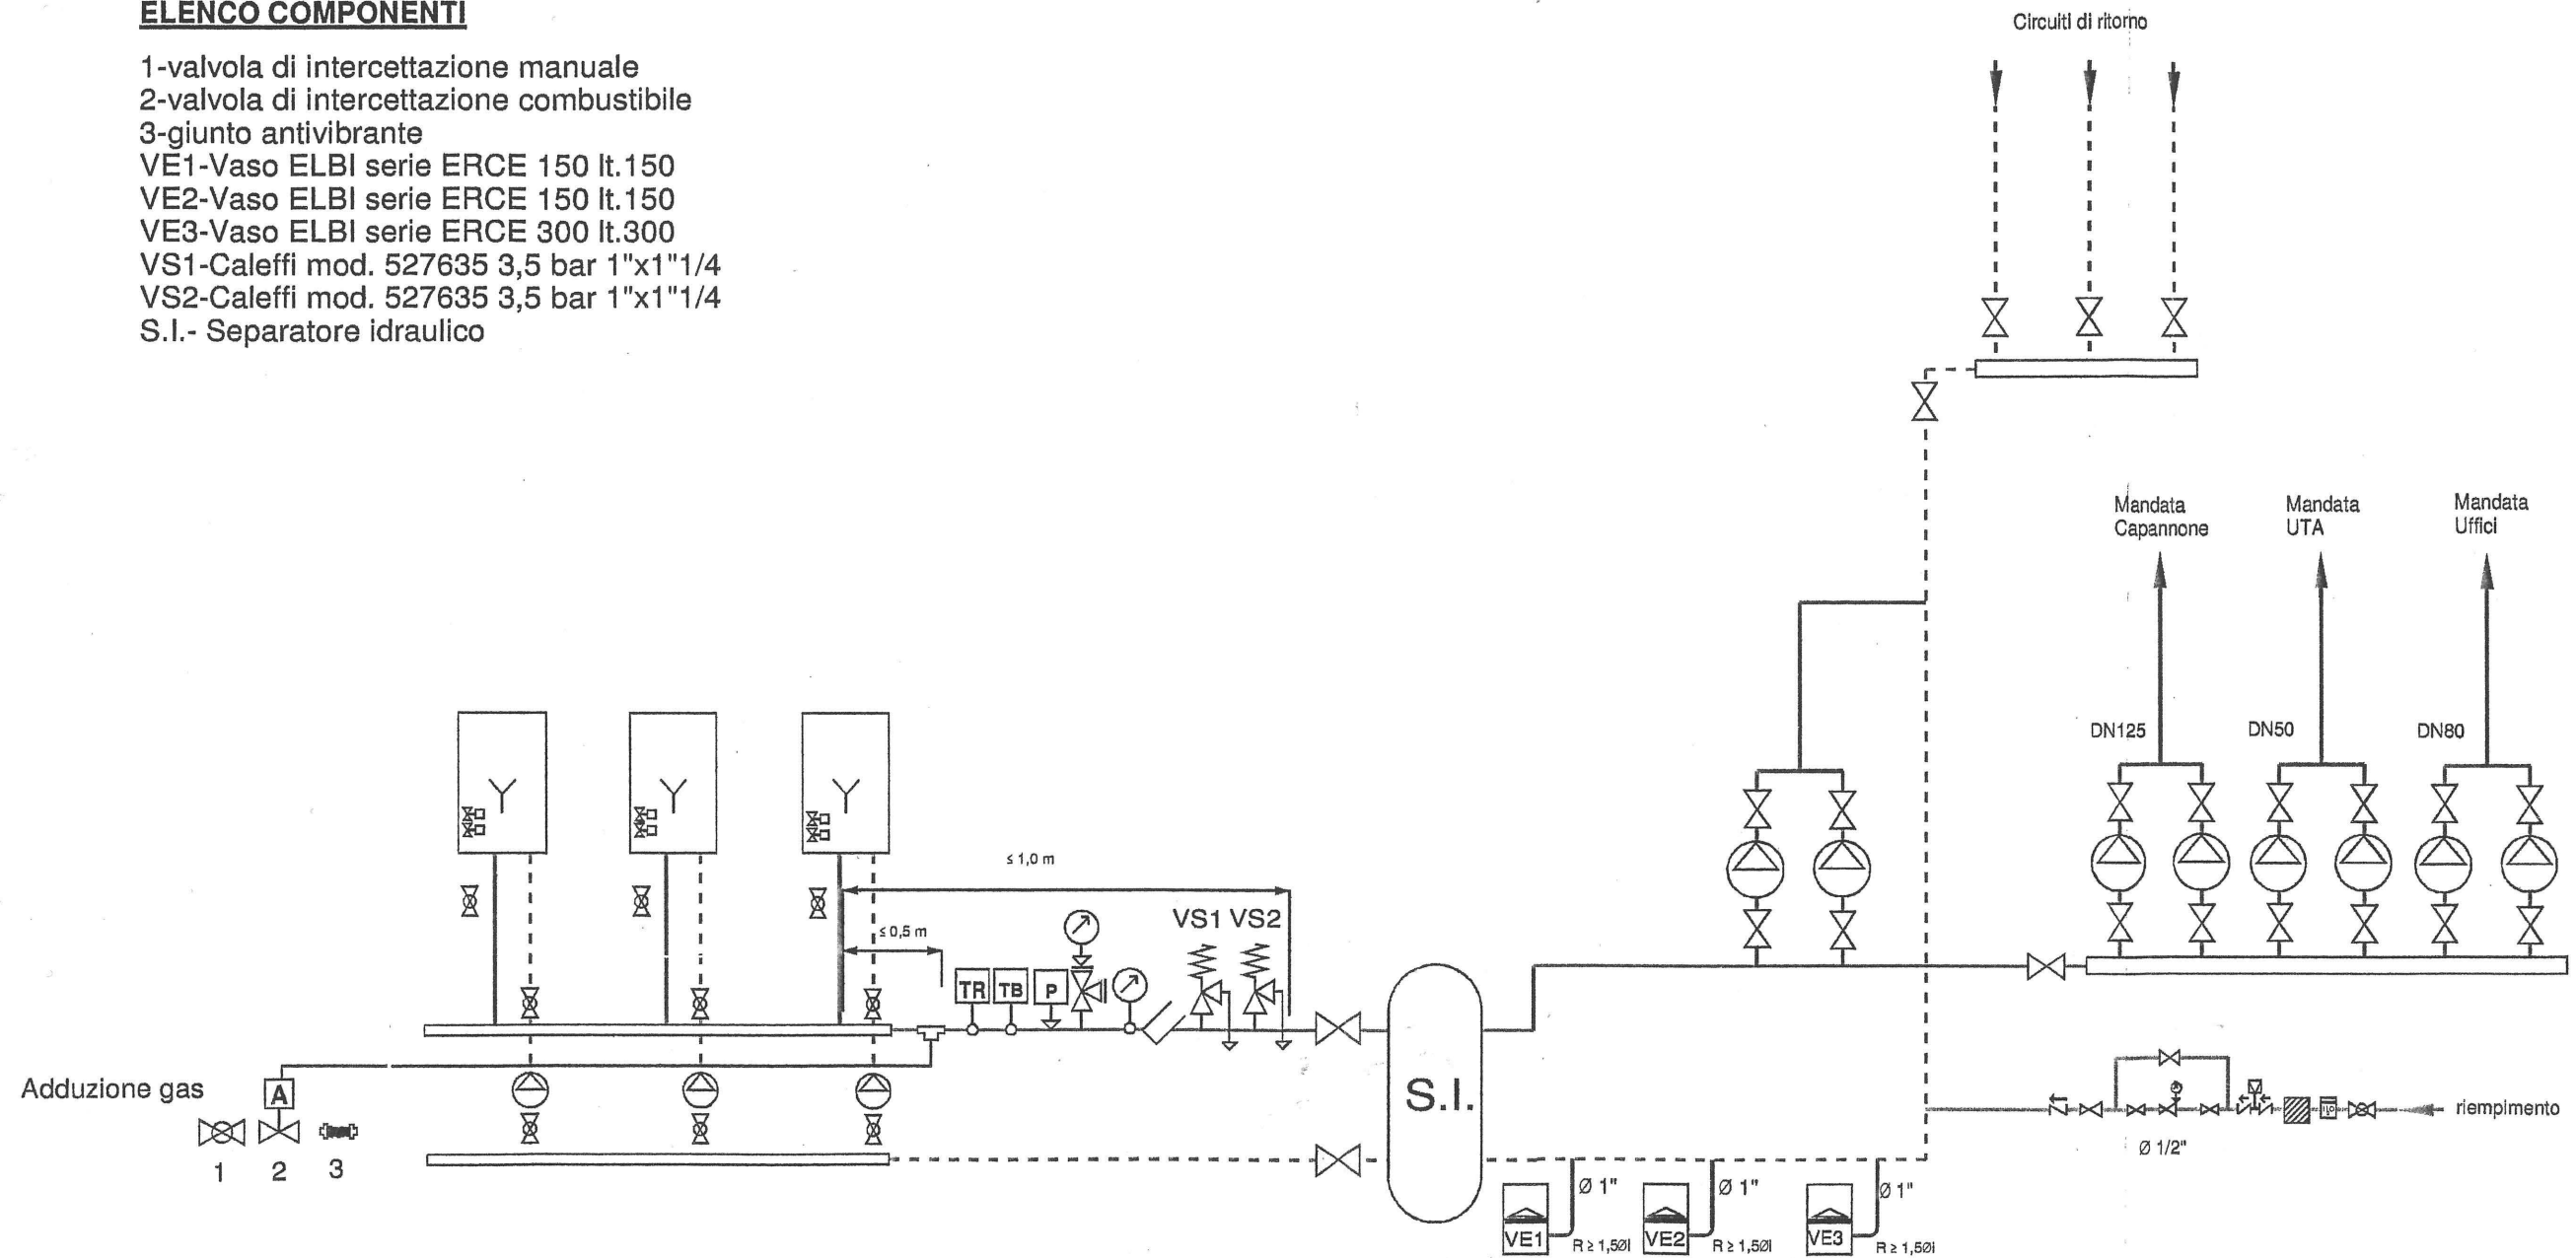 ELENCO COMPONENTI
1-valvola di intercettazione manuale
2-valvola di intercettazione combustibile
3-giunto antivibrante
VE1-Vaso ELBI serie ERCE 150 lt.150
VE2-Vaso ELBI serie ERCE 150 lt.150
VE3-Vaso ELBI serie ERCE 300 lt.300
VS1-Caleffi mod. 527635 3,5 bar 1"x1"1/4
VS2-Caleffi mod. 527635 3,5 bar 1"x1"1/4
S.I.- Separatore idraulico
Circuiti di ritorno
Mandata
Capannone
Mandata
UTA
Mandata
Uffici
DN125
DN50
DN80
≤ 1,0 m
≤ 0,5 m
VS1 VS2
TR TB P
S.I.
Adduzione gas
A
1 2 3
riempimento
Ø 1/2"
Ø 1"
Ø 1"
Ø 1"
VE1
R ≥ 1,5Øi
VE2
R ≥ 1,5Øi
VE3
R ≥ 1,5Øi